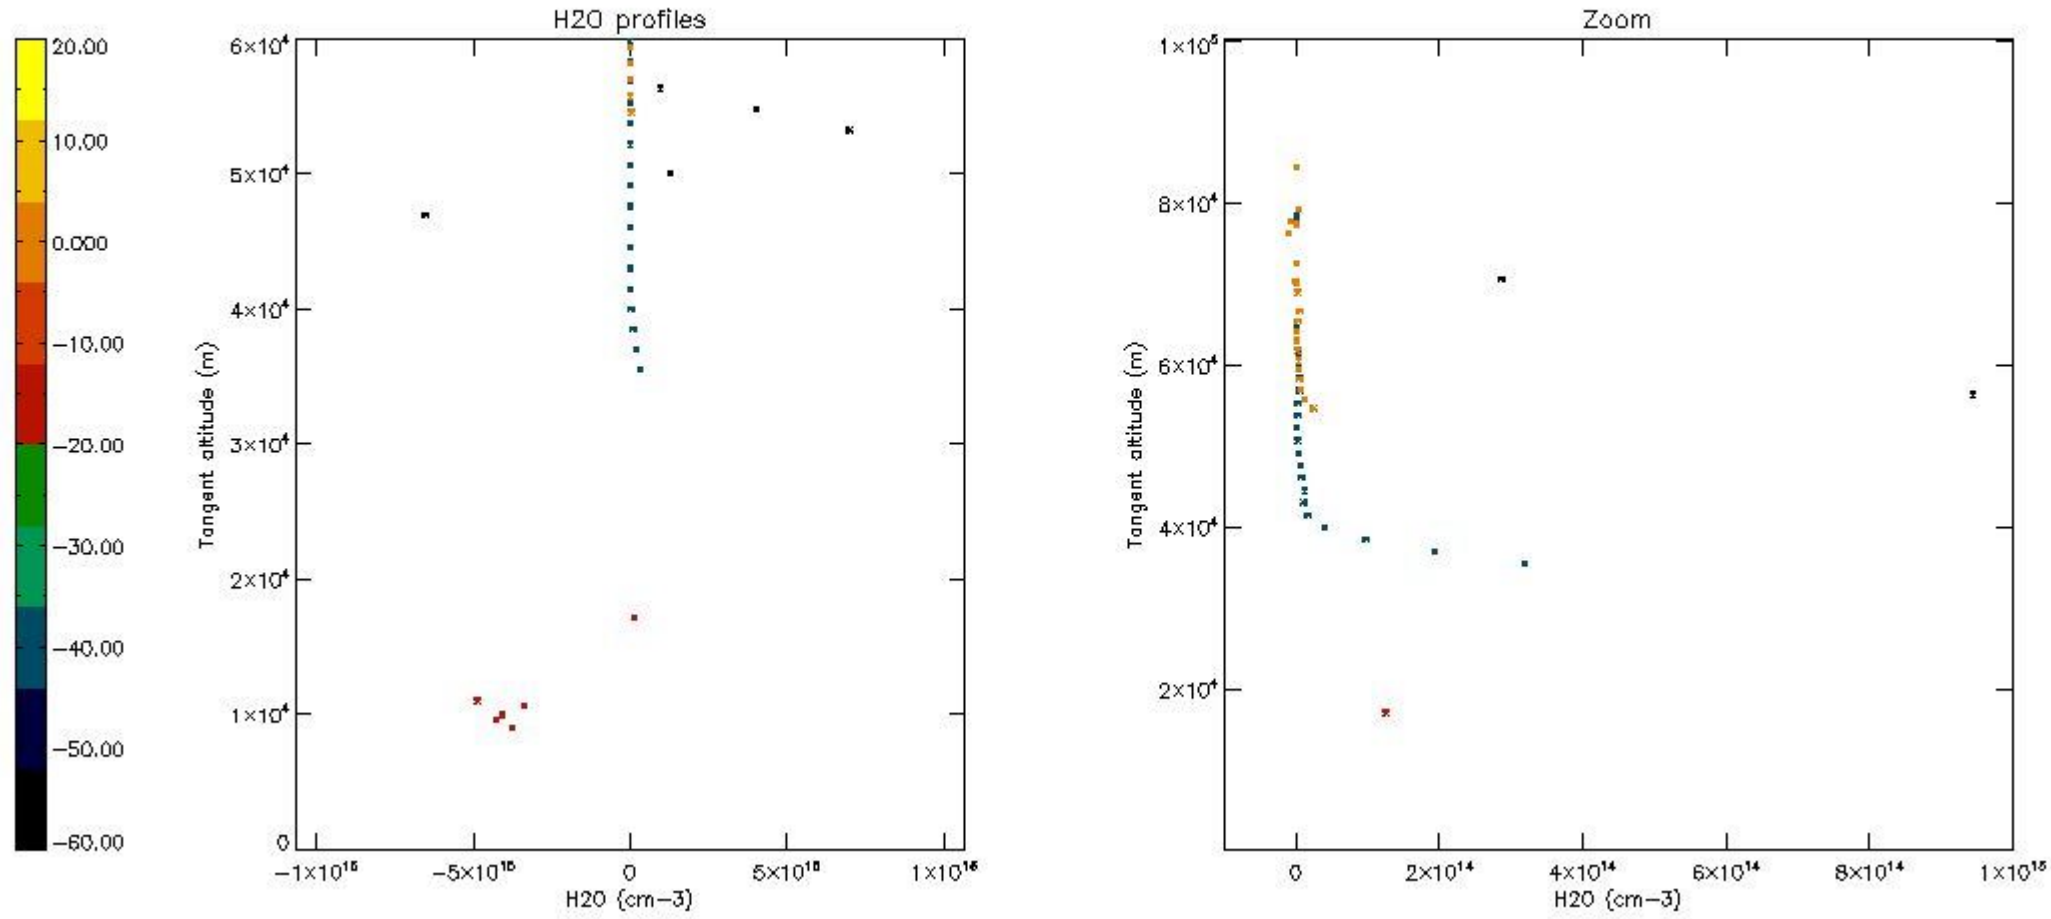 20.00
10.00
0.000
−10.00
−20.00
−30.00
−40.00
−50.00
−60.00
H2O profiles
6×10⁴
5×10⁴
4×10⁴
3×10⁴
2×10⁴
1×10⁴
0
Tangent altitude (m)
−1×10¹⁶ −5×10¹⁵ 0 5×10¹⁵ 1×10¹⁶
H2O {cm−3}
Zoom
1×10⁵
8×10⁴
6×10⁴
4×10⁴
2×10⁴
Tangent altitude (m)
0 2×10¹⁴ 4×10¹⁴ 6×10¹⁴ 8×10¹⁴ 1×10¹⁵
H2O {cm−3}